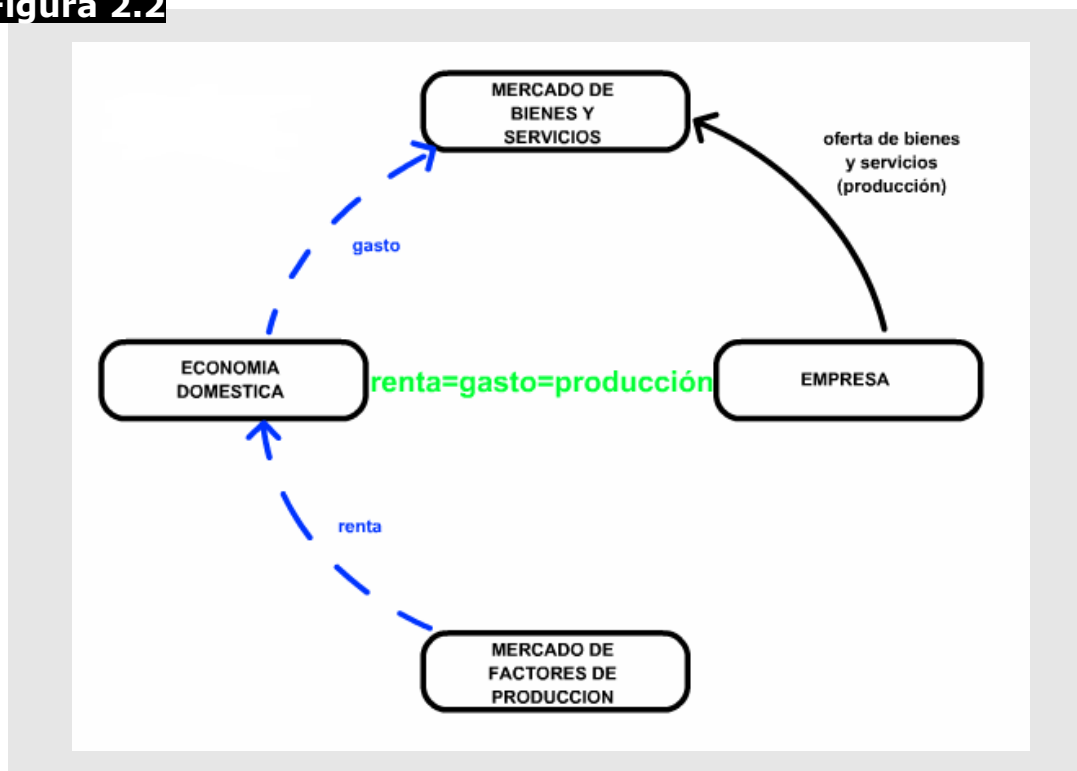 Figura 2.2
MERCADO DE
BIENES Y
SERVICIOS
oferta de bienes
y servicios
(producción)
gasto
ECONOMIA
DOMESTICA
renta=gasto=producción
EMPRESA
renta
MERCADO DE
FACTORES DE
PRODUCCION